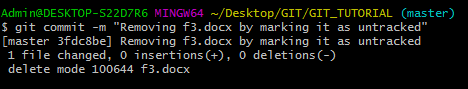 Admin@DESKTOP-S22D7R6 MINGW64 ~/Desktop/GIT/GIT_TUTORIAL (master)
$ git commit -m "Removing f3.docx by marking it as untracked"
[master 3fdc8be] Removing f3.docx by marking it as untracked
 1 file changed, 0 insertions(+), 0 deletions(-)
 delete mode 100644 f3.docx